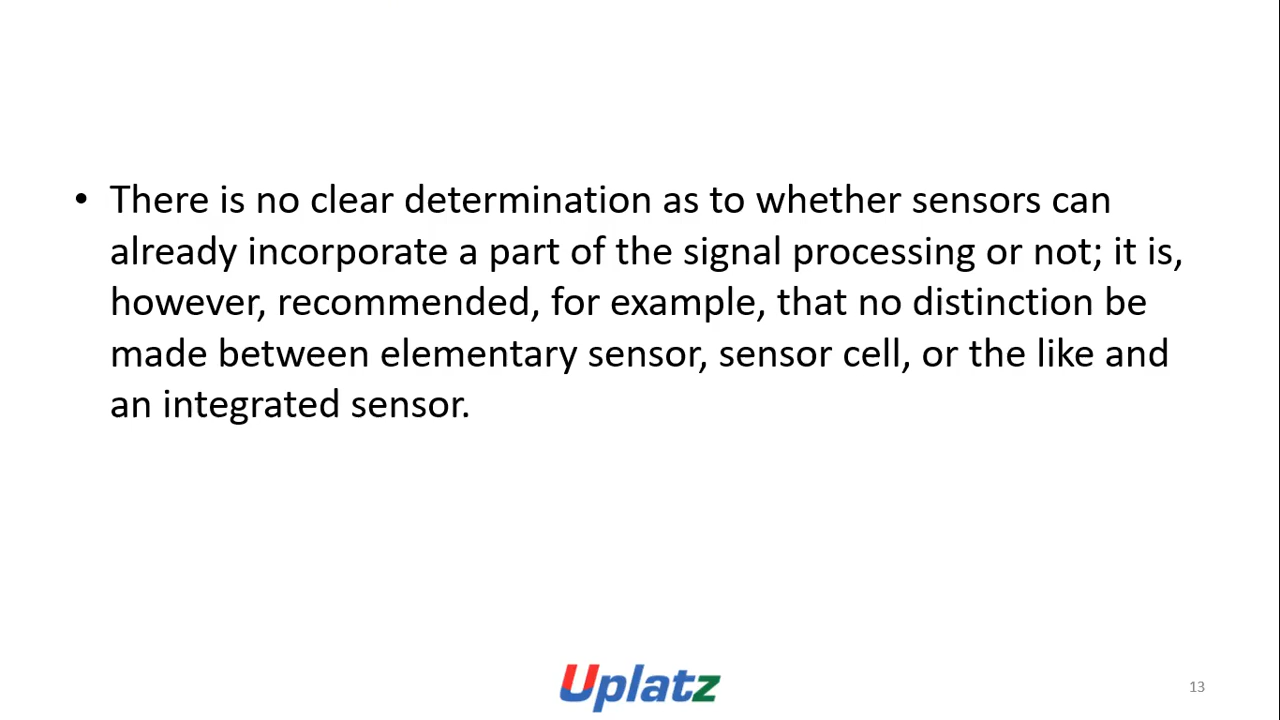 • There is no clear determination as to whether sensors can
already incorporate a part of the signal processing or not; it is,
however, recommended, for example, that no distinction be
made between elementary sensor, sensor cell, or the like and
an integrated sensor.
Uplatz
13